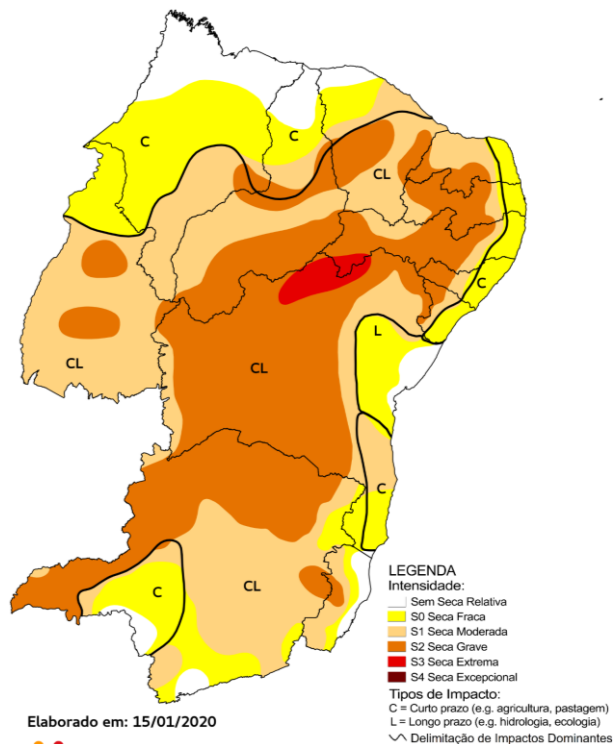 C
C
CL
C
L
CL
CL
C
C
CL
LEGENDA
Intensidade:
Sem Seca Relativa
S0 Seca Fraca
S1 Seca Moderada
S2 Seca Grave
S3 Seca Extrema
S4 Seca Excepcional
Tipos de Impacto:
C = Curto prazo (e.g. agricultura, pastagem)
L = Longo prazo (e.g. hidrologia, ecologia)
Delimitação de Impactos Dominantes
Elaborado em: 15/01/2020